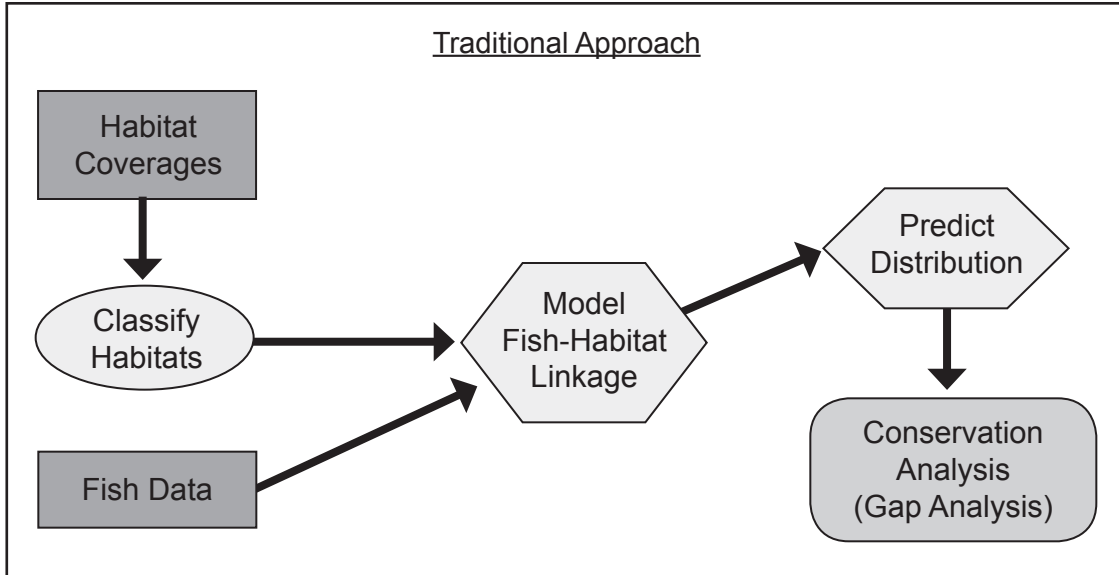 Traditional Approach
Habitat
Coverages
Classify
Habitats
Fish Data
Model
Fish-Habitat
Linkage
Predict
Distribution
Conservation
Analysis
(Gap Analysis)